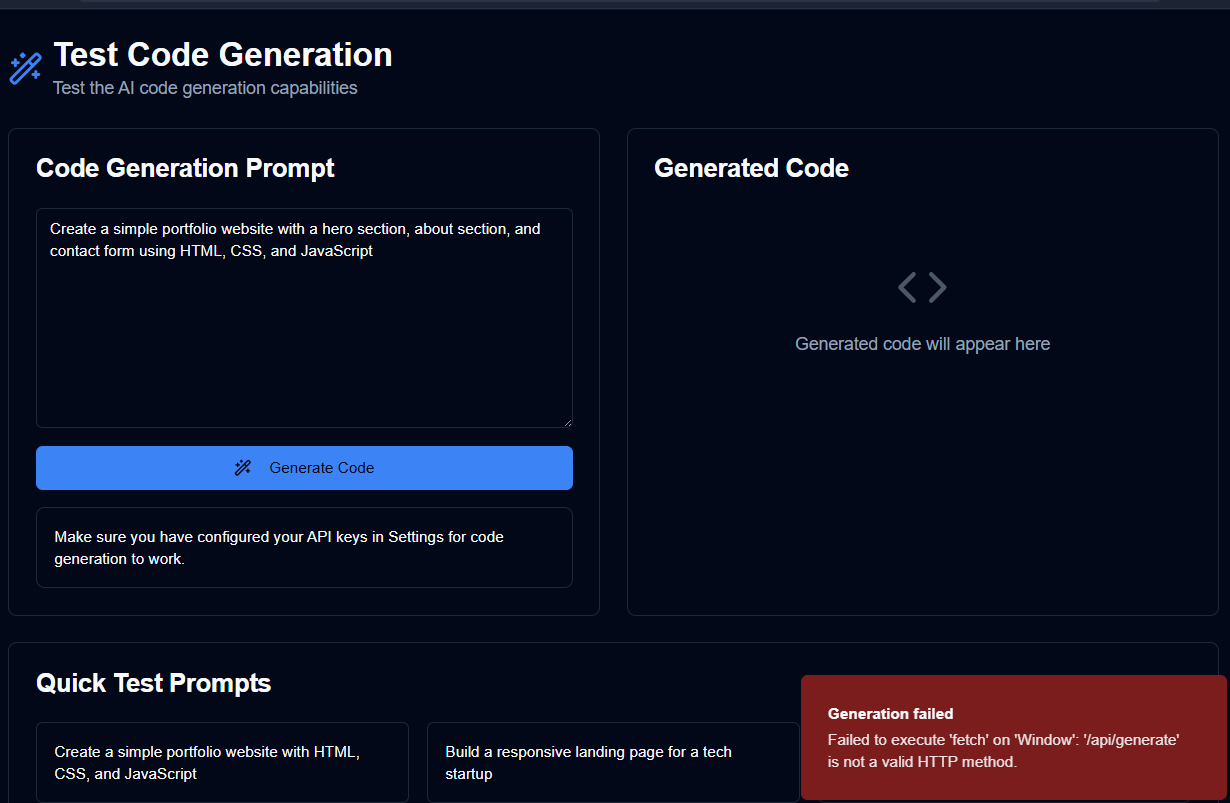 Test Code Generation
Test the AI code generation capabilities
Code Generation Prompt
Create a simple portfolio website with a hero section, about section, and
contact form using HTML, CSS, and JavaScript
Generate Code
Make sure you have configured your API keys in Settings for code
generation to work.
Generated Code
Generated code will appear here
Quick Test Prompts
Create a simple portfolio website with HTML,
CSS, and JavaScript
Build a responsive landing page for a tech
startup
Generation failed
Failed to execute 'fetch' on 'Window': '/api/generate'
is not a valid HTTP method.